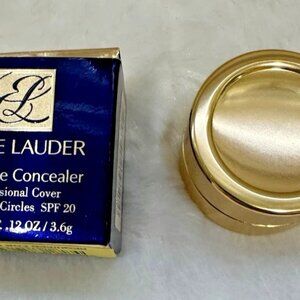 EL
E LAUDER
e Concealer
sional Cover
Circles SPF 20
. 12 OZ / 3.6g